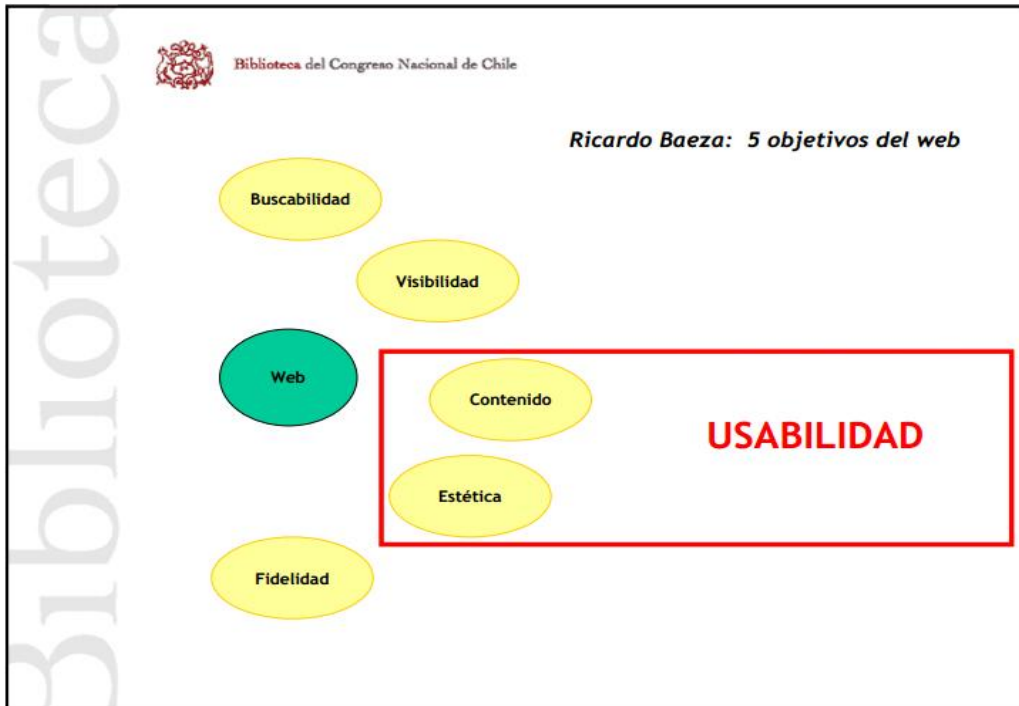 Biblioteca
Biblioteca del Congreso Nacional de Chile
Ricardo Baeza: 5 objetivos del web
Buscabilidad
Visibilidad
Web
Contenido
USABILIDAD
Estética
Fidelidad